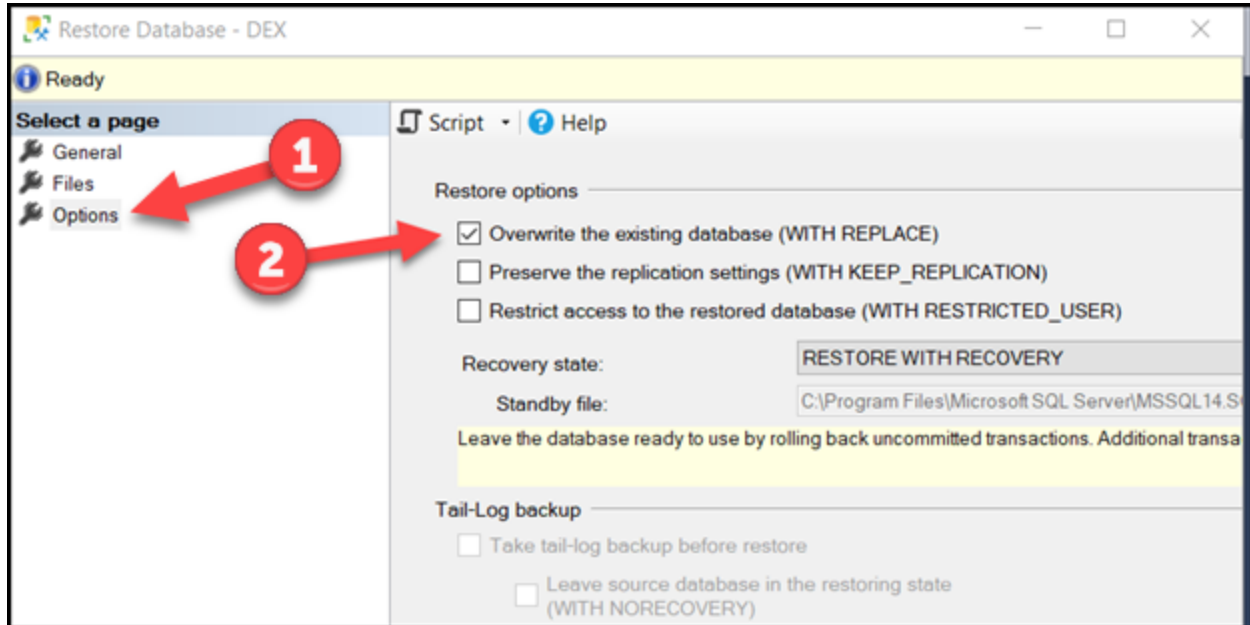 Restore Database - DEX
Ready
Select a page
General
Files
Options
1
2
Script
Help
Restore options
Overwrite the existing database (WITH REPLACE)
Preserve the replication settings (WITH KEEP_REPLICATION)
Restrict access to the restored database (WITH RESTRICTED_USER)
Recovery state:
RESTORE WITH RECOVERY
Standby file:
C:\Program Files\Microsoft SQL Server\MSSQL14.S
Leave the database ready to use by rolling back uncommitted transactions. Additional transa
Tail-Log backup
Take tail-log backup before restore
Leave source database in the restoring state
(WITH NORECOVERY)